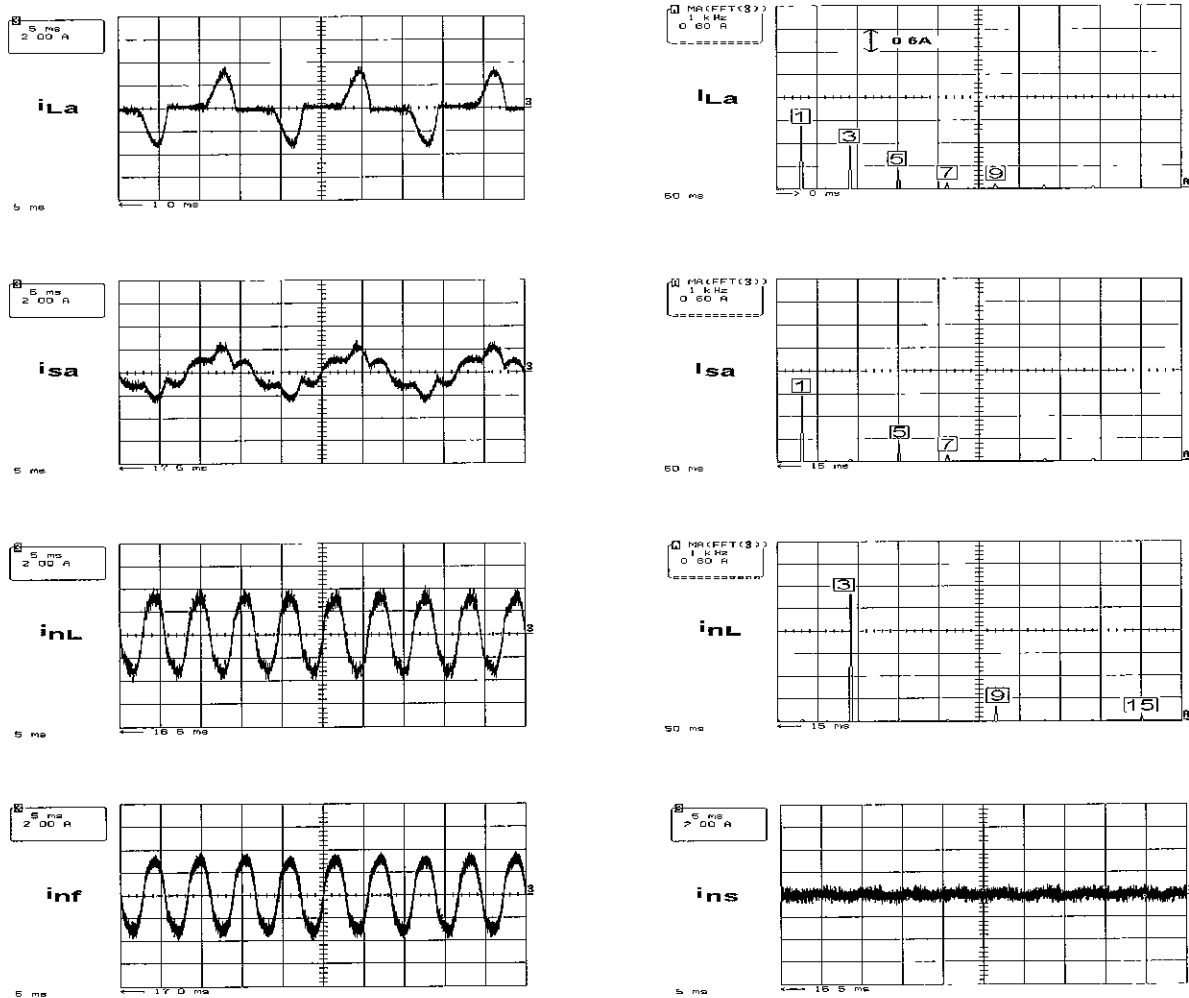 5 ms
2.00 A
iLa
5 ms
← 1.0 ms
A MA(FFT(3))
1 kHz
0.60 A
0.6A
ILa
1
3
5
7
9
50 ms
0 ms
5 ms
2.00 A
isa
5 ms
← 17.5 ms
A MA(FFT(3))
1 kHz
0.60 A
Isa
1
5
7
50 ms
← 15 ms
5 ms
2.00 A
inL
5 ms
← 16.5 ms
A MA(FFT(3))
1 kHz
0.60 A
inL
3
9
15
50 ms
← 15 ms
5 ms
2.00 A
inf
5 ms
← 17.0 ms
5 ms
2.00 A
ins
5 ms
← 16.5 ms